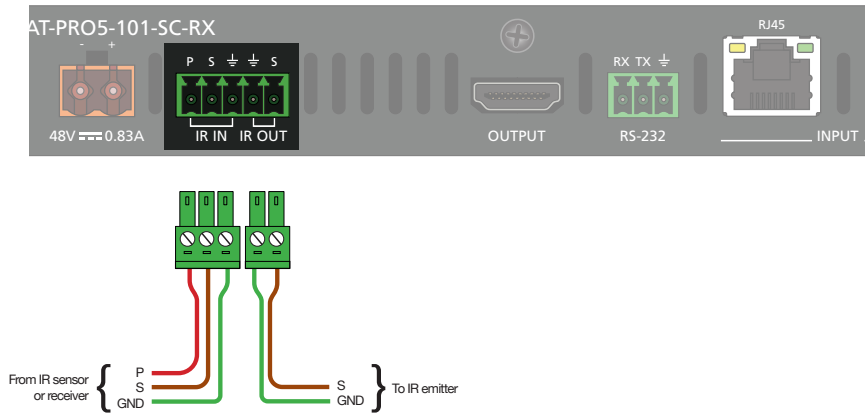 AT-PRO5-101-SC-RX
- +
48V 0.83A
P S S
IR IN IR OUT
OUTPUT
RX TX
RS-232
RJ45
INPUT
From IR sensor
or receiver
P
S
GND
S
GND
To IR emitter